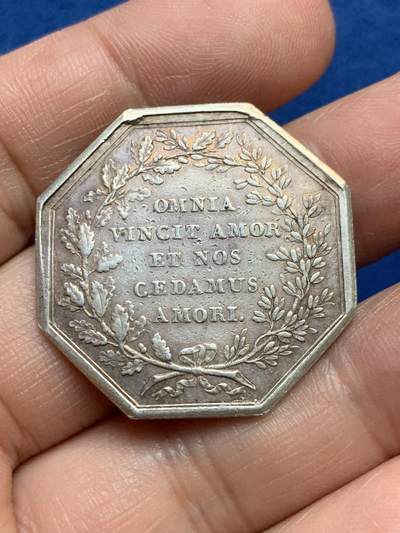 OMNIA
VINCIT AMOR
ET NOS
CEDAMUS
AMORI.